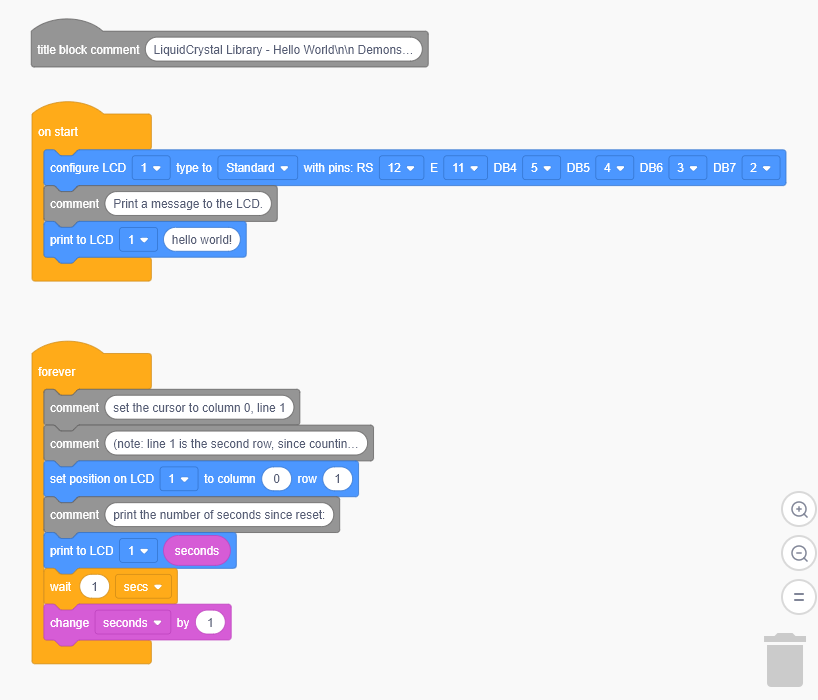 title block comment LiquidCrystal Library - Hello World\n\n Demons...
on start
configure LCD 1 type to Standard with pins: RS 12 E 11 DB4 5 DB5 4 DB6 3 DB7 2
comment Print a message to the LCD.
print to LCD 1 hello world!
forever
comment set the cursor to column 0, line 1
comment (note: line 1 is the second row, since countin...
set position on LCD 1 to column 0 row 1
comment print the number of seconds since reset:
print to LCD 1 seconds
wait 1 secs
change seconds by 1